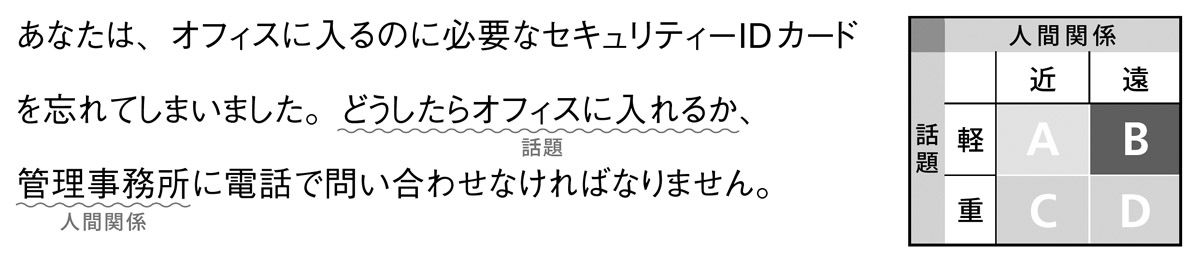 あなたは、オフィスに入るのに必要なセキュリティーIDカード
を忘れてしまいました。どうしたらオフィスに入れるか、
話題
管理事務所に電話で問い合わせなければなりません。
人間関係
人間関係
近 遠
話題
軽 A B
重 C D